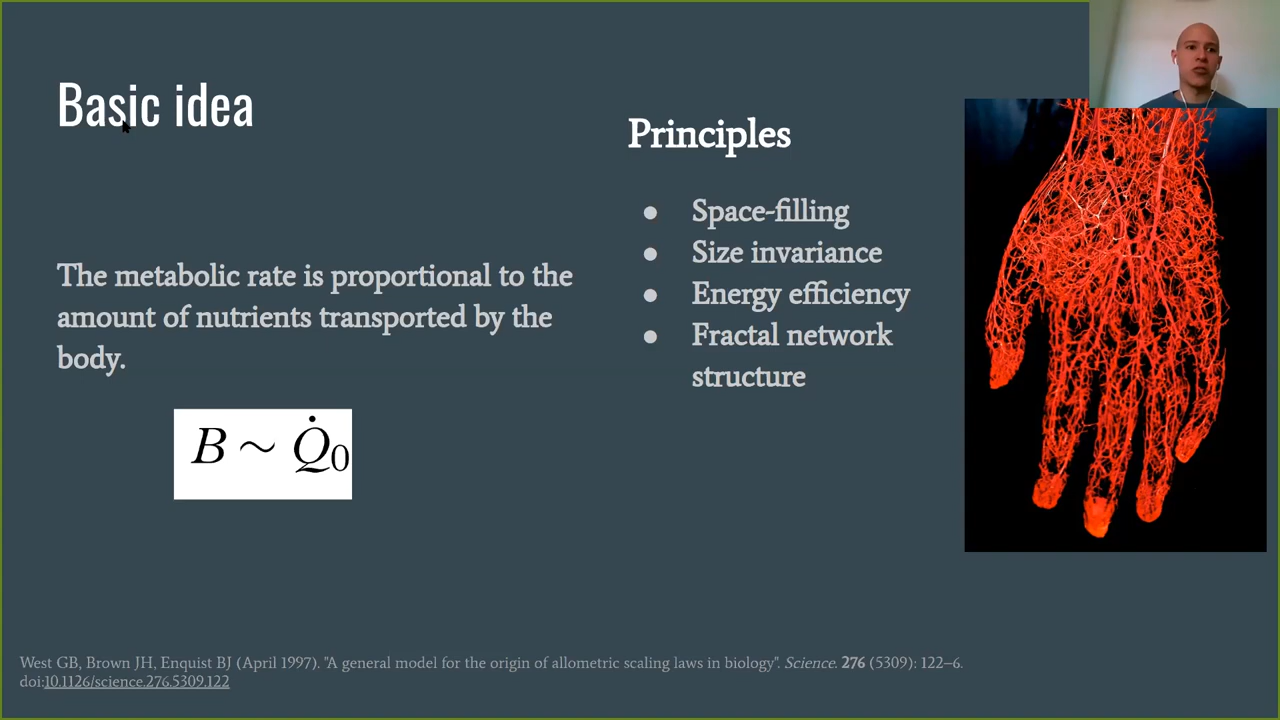 Basic idea
The metabolic rate is proportional to the
amount of nutrients transported by the
body.
B ~ Q̇₀
Principles
● Space-filling
● Size invariance
● Energy efficiency
● Fractal network
structure
West GB, Brown JH, Enquist BJ (April 1997). "A general model for the origin of allometric scaling laws in biology". Science. 276 (5309): 122–6.
doi:10.1126/science.276.5309.122